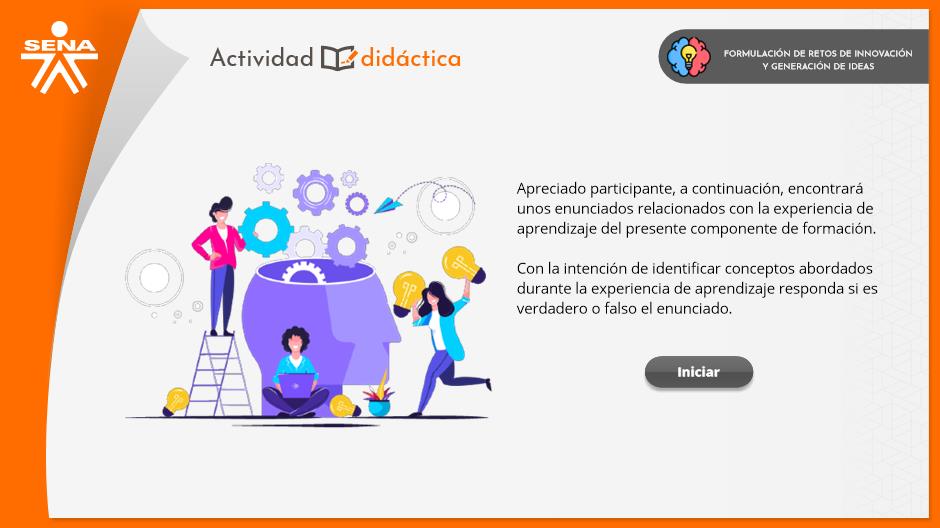 SENA
Actividad didáctica
FORMULACIÓN DE RETOS DE INNOVACIÓN
Y GENERACIÓN DE IDEAS
Apreciado participante, a continuación, encontrará
unos enunciados relacionados con la experiencia de
aprendizaje del presente componente de formación.
Con la intención de identificar conceptos abordados
durante la experiencia de aprendizaje responda si es
verdadero o falso el enunciado.
Iniciar